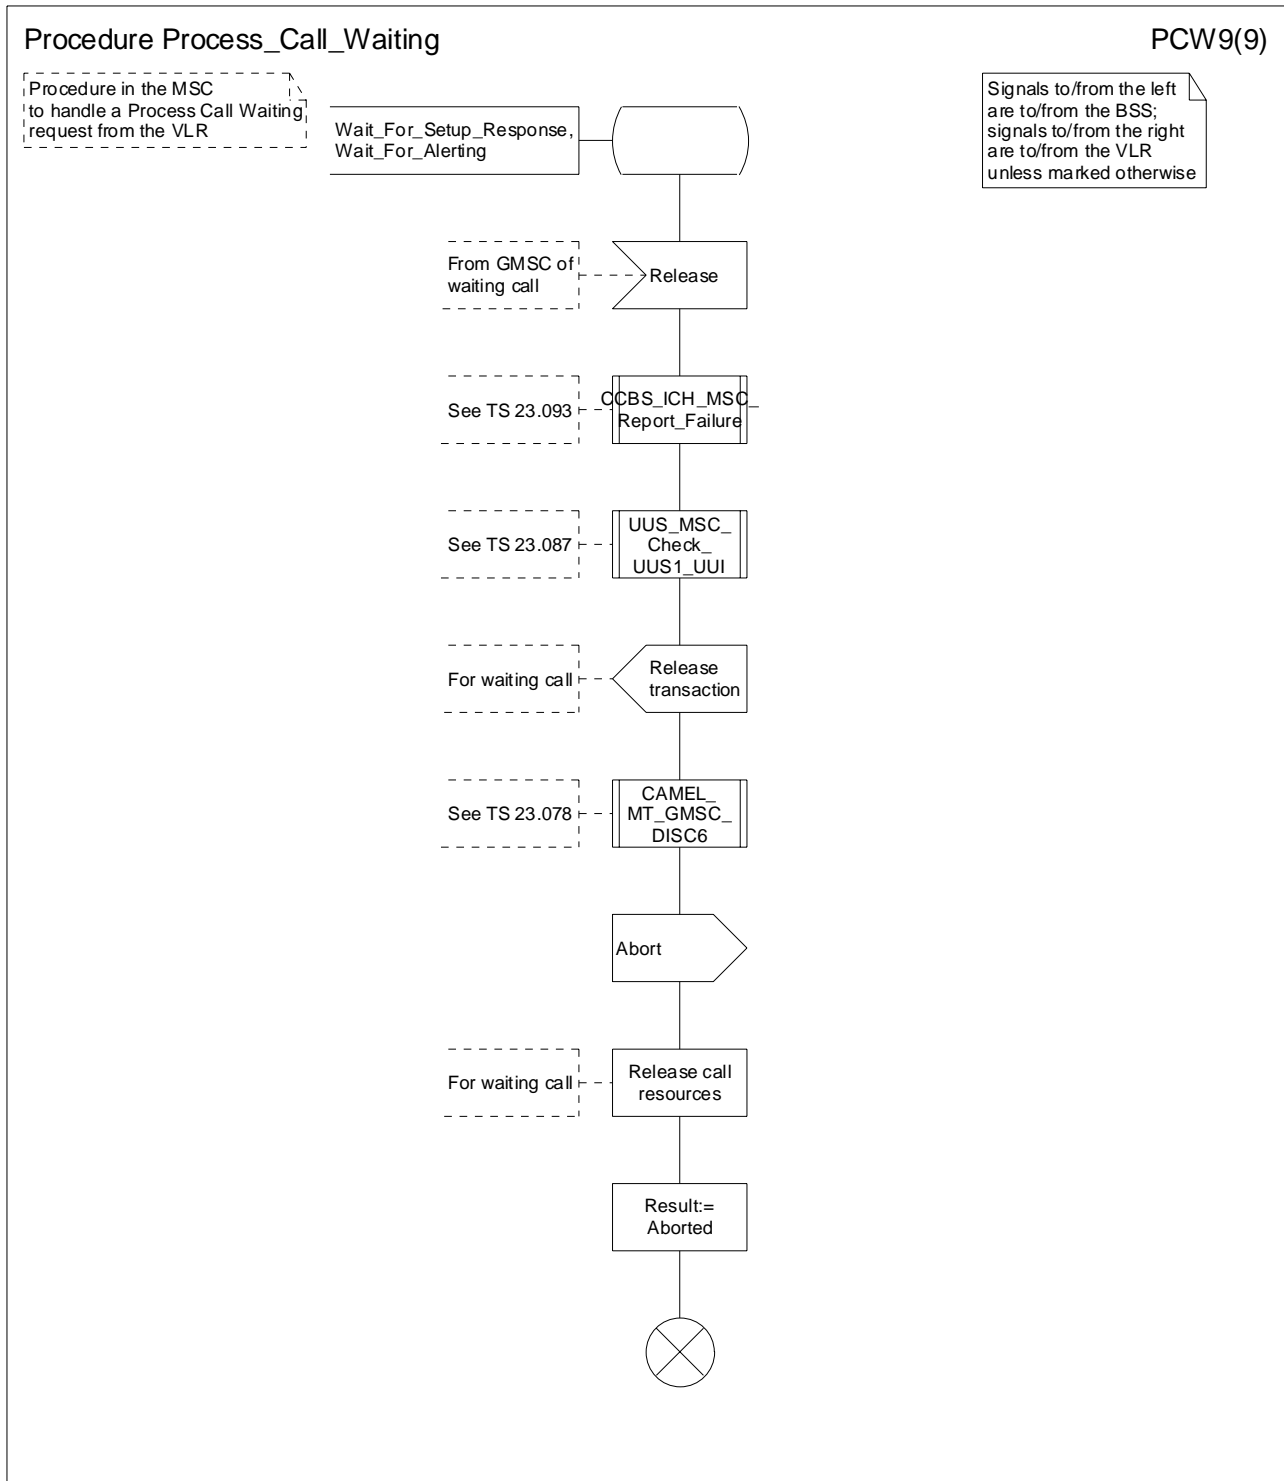 Procedure Process_Call_Waiting
PCW9(9)
Procedure in the MSC
to handle a Process Call Waiting
request from the VLR
Signals to/from the left
are to/from the BSS;
signals to/from the right
are to/from the VLR
unless marked otherwise
Wait_For_Setup_Response,
Wait_For_Alerting
From GMSC of
waiting call
Release
See TS 23.093
CCBS_ICH_MSC_
Report_Failure
See TS 23.087
UUS_MSC_
Check_
UUS1_UUI
For waiting call
Release
transaction
See TS 23.078
CAMEL_
MT_GMSC_
DISC6
Abort
For waiting call
Release call
resources
Result:=
Aborted